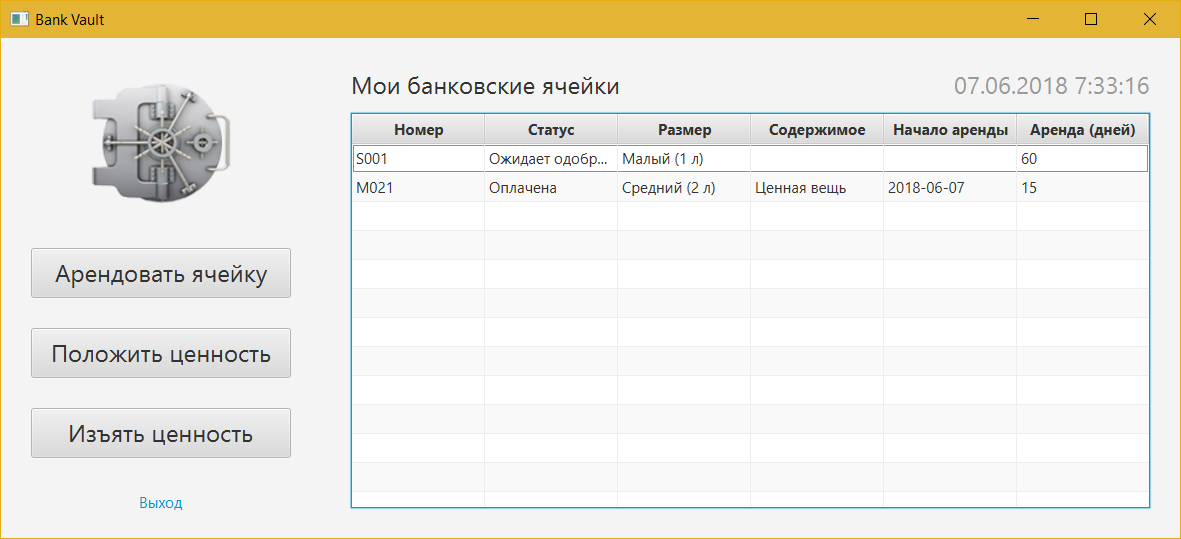 Bank Vault
Мои банковские ячейки
07.06.2018 7:33:16
Номер Статус Размер Содержимое Начало аренды Аренда (дней)
S001 Ожидает одобр... Малый (1 л) 60
M021 Оплачена Средний (2 л) Ценная вещь 2018-06-07 15
Арендовать ячейку
Положить ценность
Изъять ценность
Выход